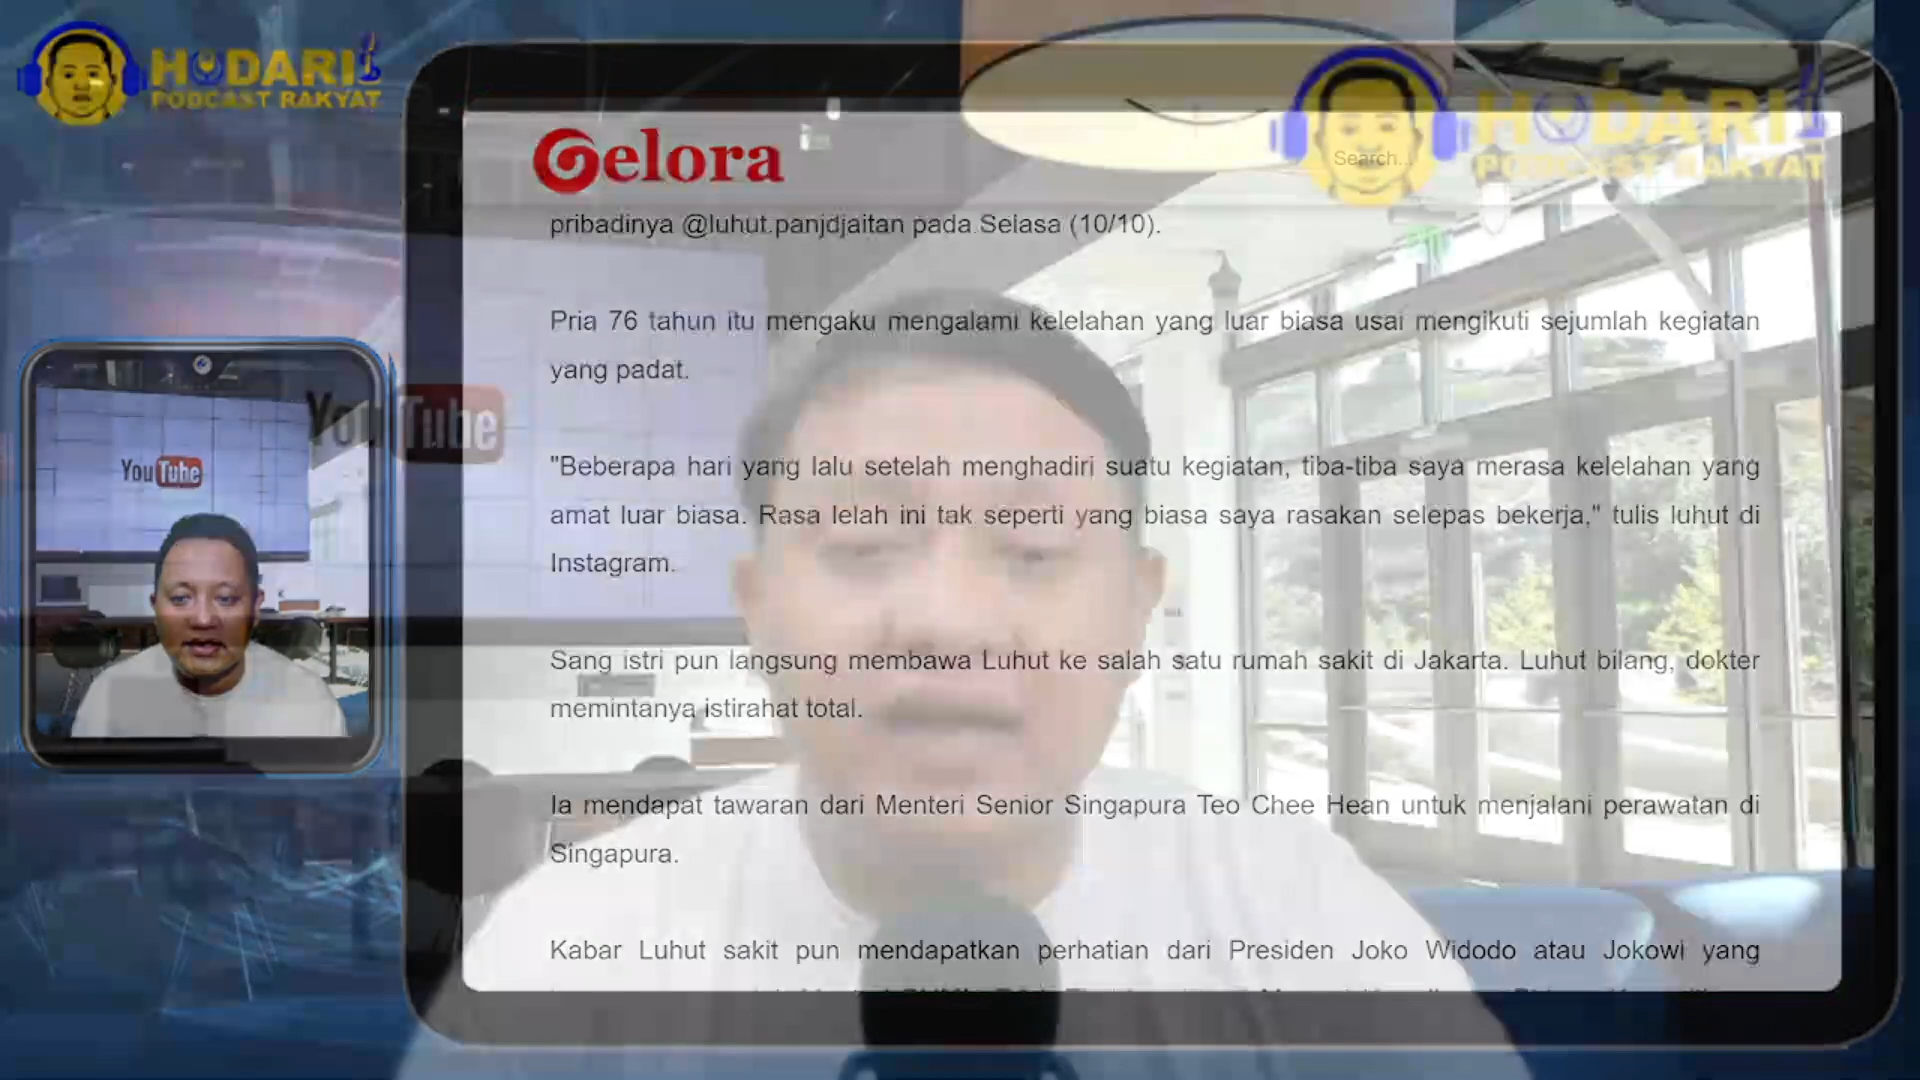 HODARI
PODCAST RAKYAT
Gelora
Search...
HODARI
PODCAST RAKYAT
pribadinya @luhut.panjdjaitan pada Selasa (10/10).
Pria 76 tahun itu mengaku mengalami kelelahan yang luar biasa usai mengikuti sejumlah kegiatan
yang padat.
YouTube
YouTube
"Beberapa hari yang lalu setelah menghadiri suatu kegiatan, tiba-tiba saya merasa kelelahan yang
amat luar biasa. Rasa lelah ini tak seperti yang biasa saya rasakan selepas bekerja," tulis luhut di
Instagram.
Sang istri pun langsung membawa Luhut ke salah satu rumah sakit di Jakarta. Luhut bilang, dokter
memintanya istirahat total.
Ia mendapat tawaran dari Menteri Senior Singapura Teo Chee Hean untuk menjalani perawatan di
Singapura.
Kabar Luhut sakit pun mendapatkan perhatian dari Presiden Joko Widodo atau Jokowi yang